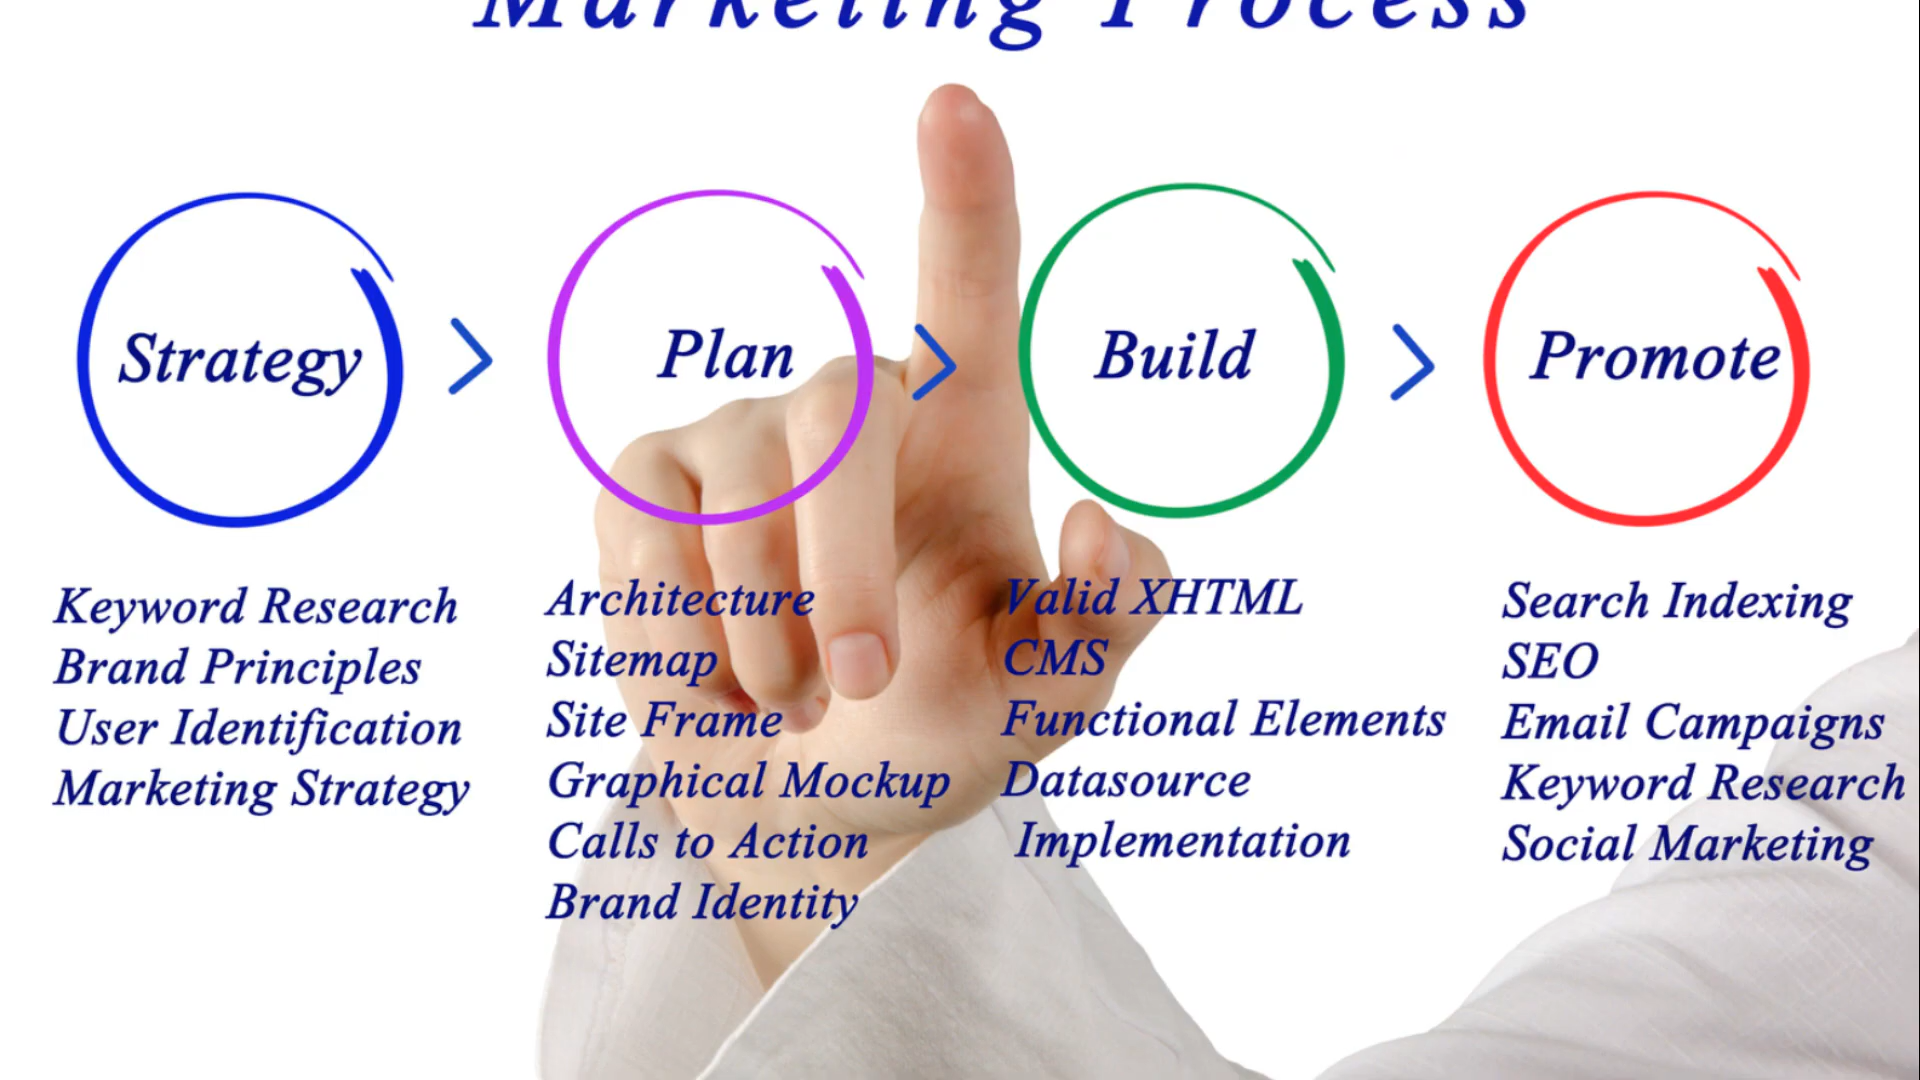 Marketing Process
Strategy > Plan > Build > Promote
Keyword Research
Brand Principles
User Identification
Marketing Strategy
Architecture
Sitemap
Site Frame
Graphical Mockup
Calls to Action
Brand Identity
Valid XHTML
CMS
Functional Elements
Datasource
Implementation
Search Indexing
SEO
Email Campaigns
Keyword Research
Social Marketing